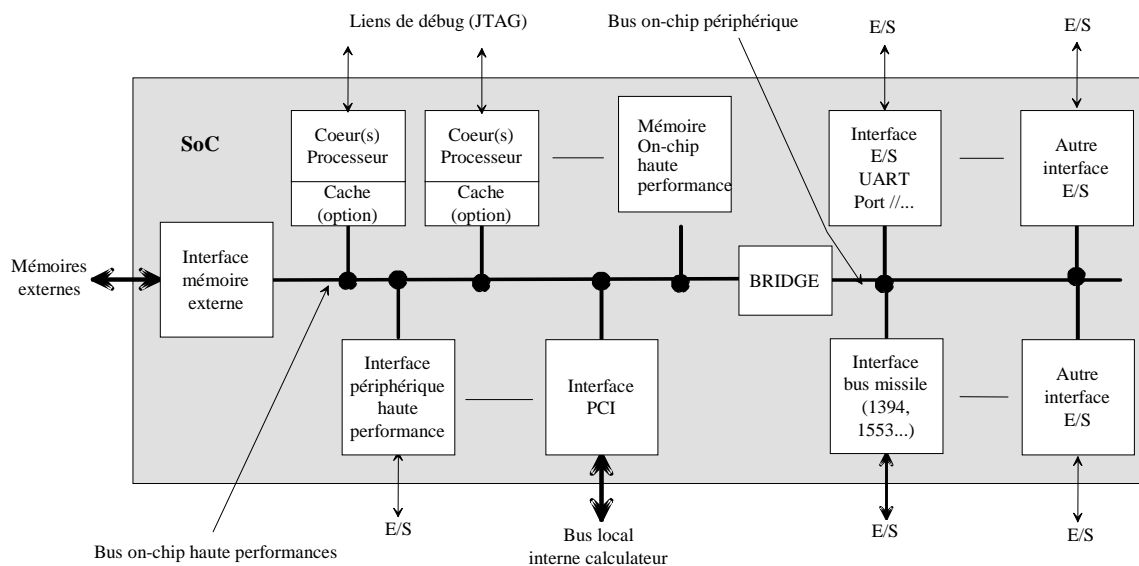 Liens de débug (JTAG)
Bus on-chip périphérique
E/S
E/S
SoC
Coeur(s)
Processeur
Cache
(option)
Coeur(s)
Processeur
Cache
(option)
Mémoire
On-chip
haute
performance
Interface
E/S
UART
Port //...
Autre
interface
E/S
Mémoires
externes
Interface
mémoire
externe
BRIDGE
Interface
périphérique
haute
performance
Interface
PCI
Interface
bus missile
(1394,
1553...)
Autre
interface
E/S
E/S
Bus local
interne calculateur
E/S
E/S
Bus on-chip haute performances